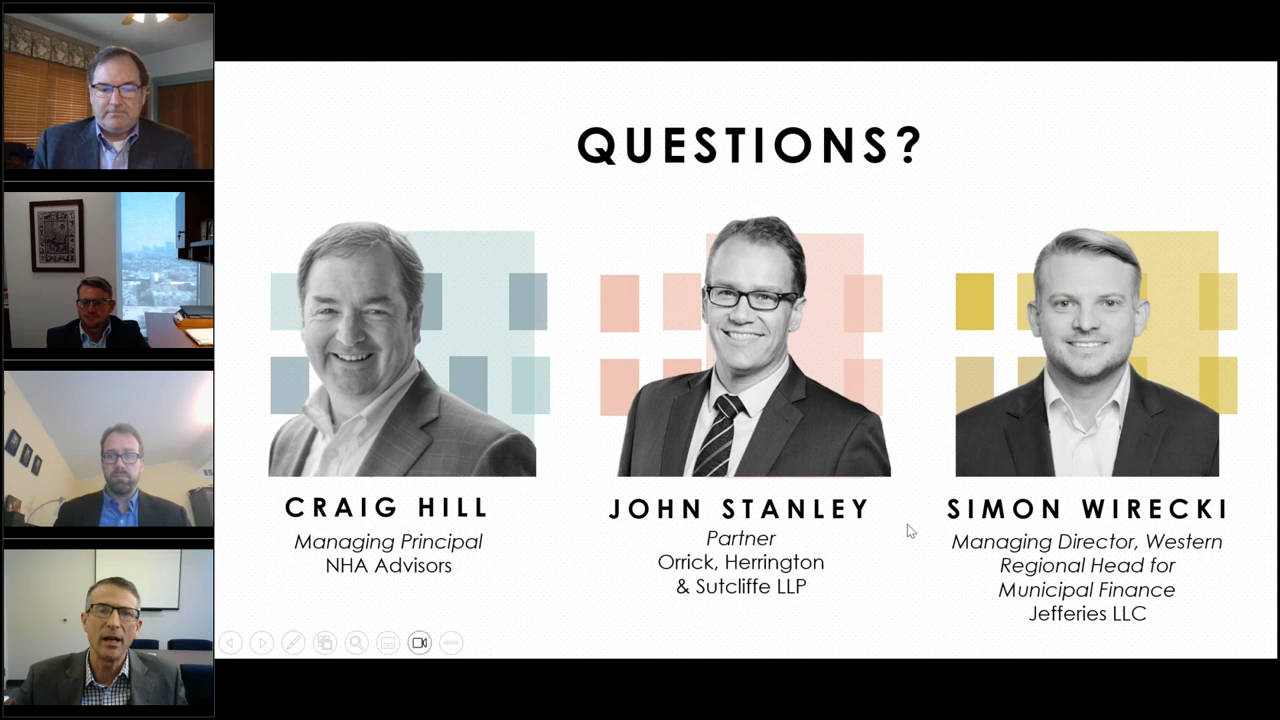 QUESTIONS?
CRAIG HILL
Managing Principal
NHA Advisors
JOHN STANLEY
Partner
Orrick, Herrington
& Sutcliffe LLP
SIMON WIRECKI
Managing Director, Western
Regional Head for
Municipal Finance
Jefferies LLC